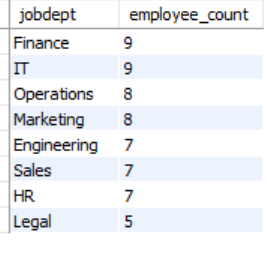 jobdept employee_count
Finance 9
IT 9
Operations 8
Marketing 8
Engineering 7
Sales 7
HR 7
Legal 5